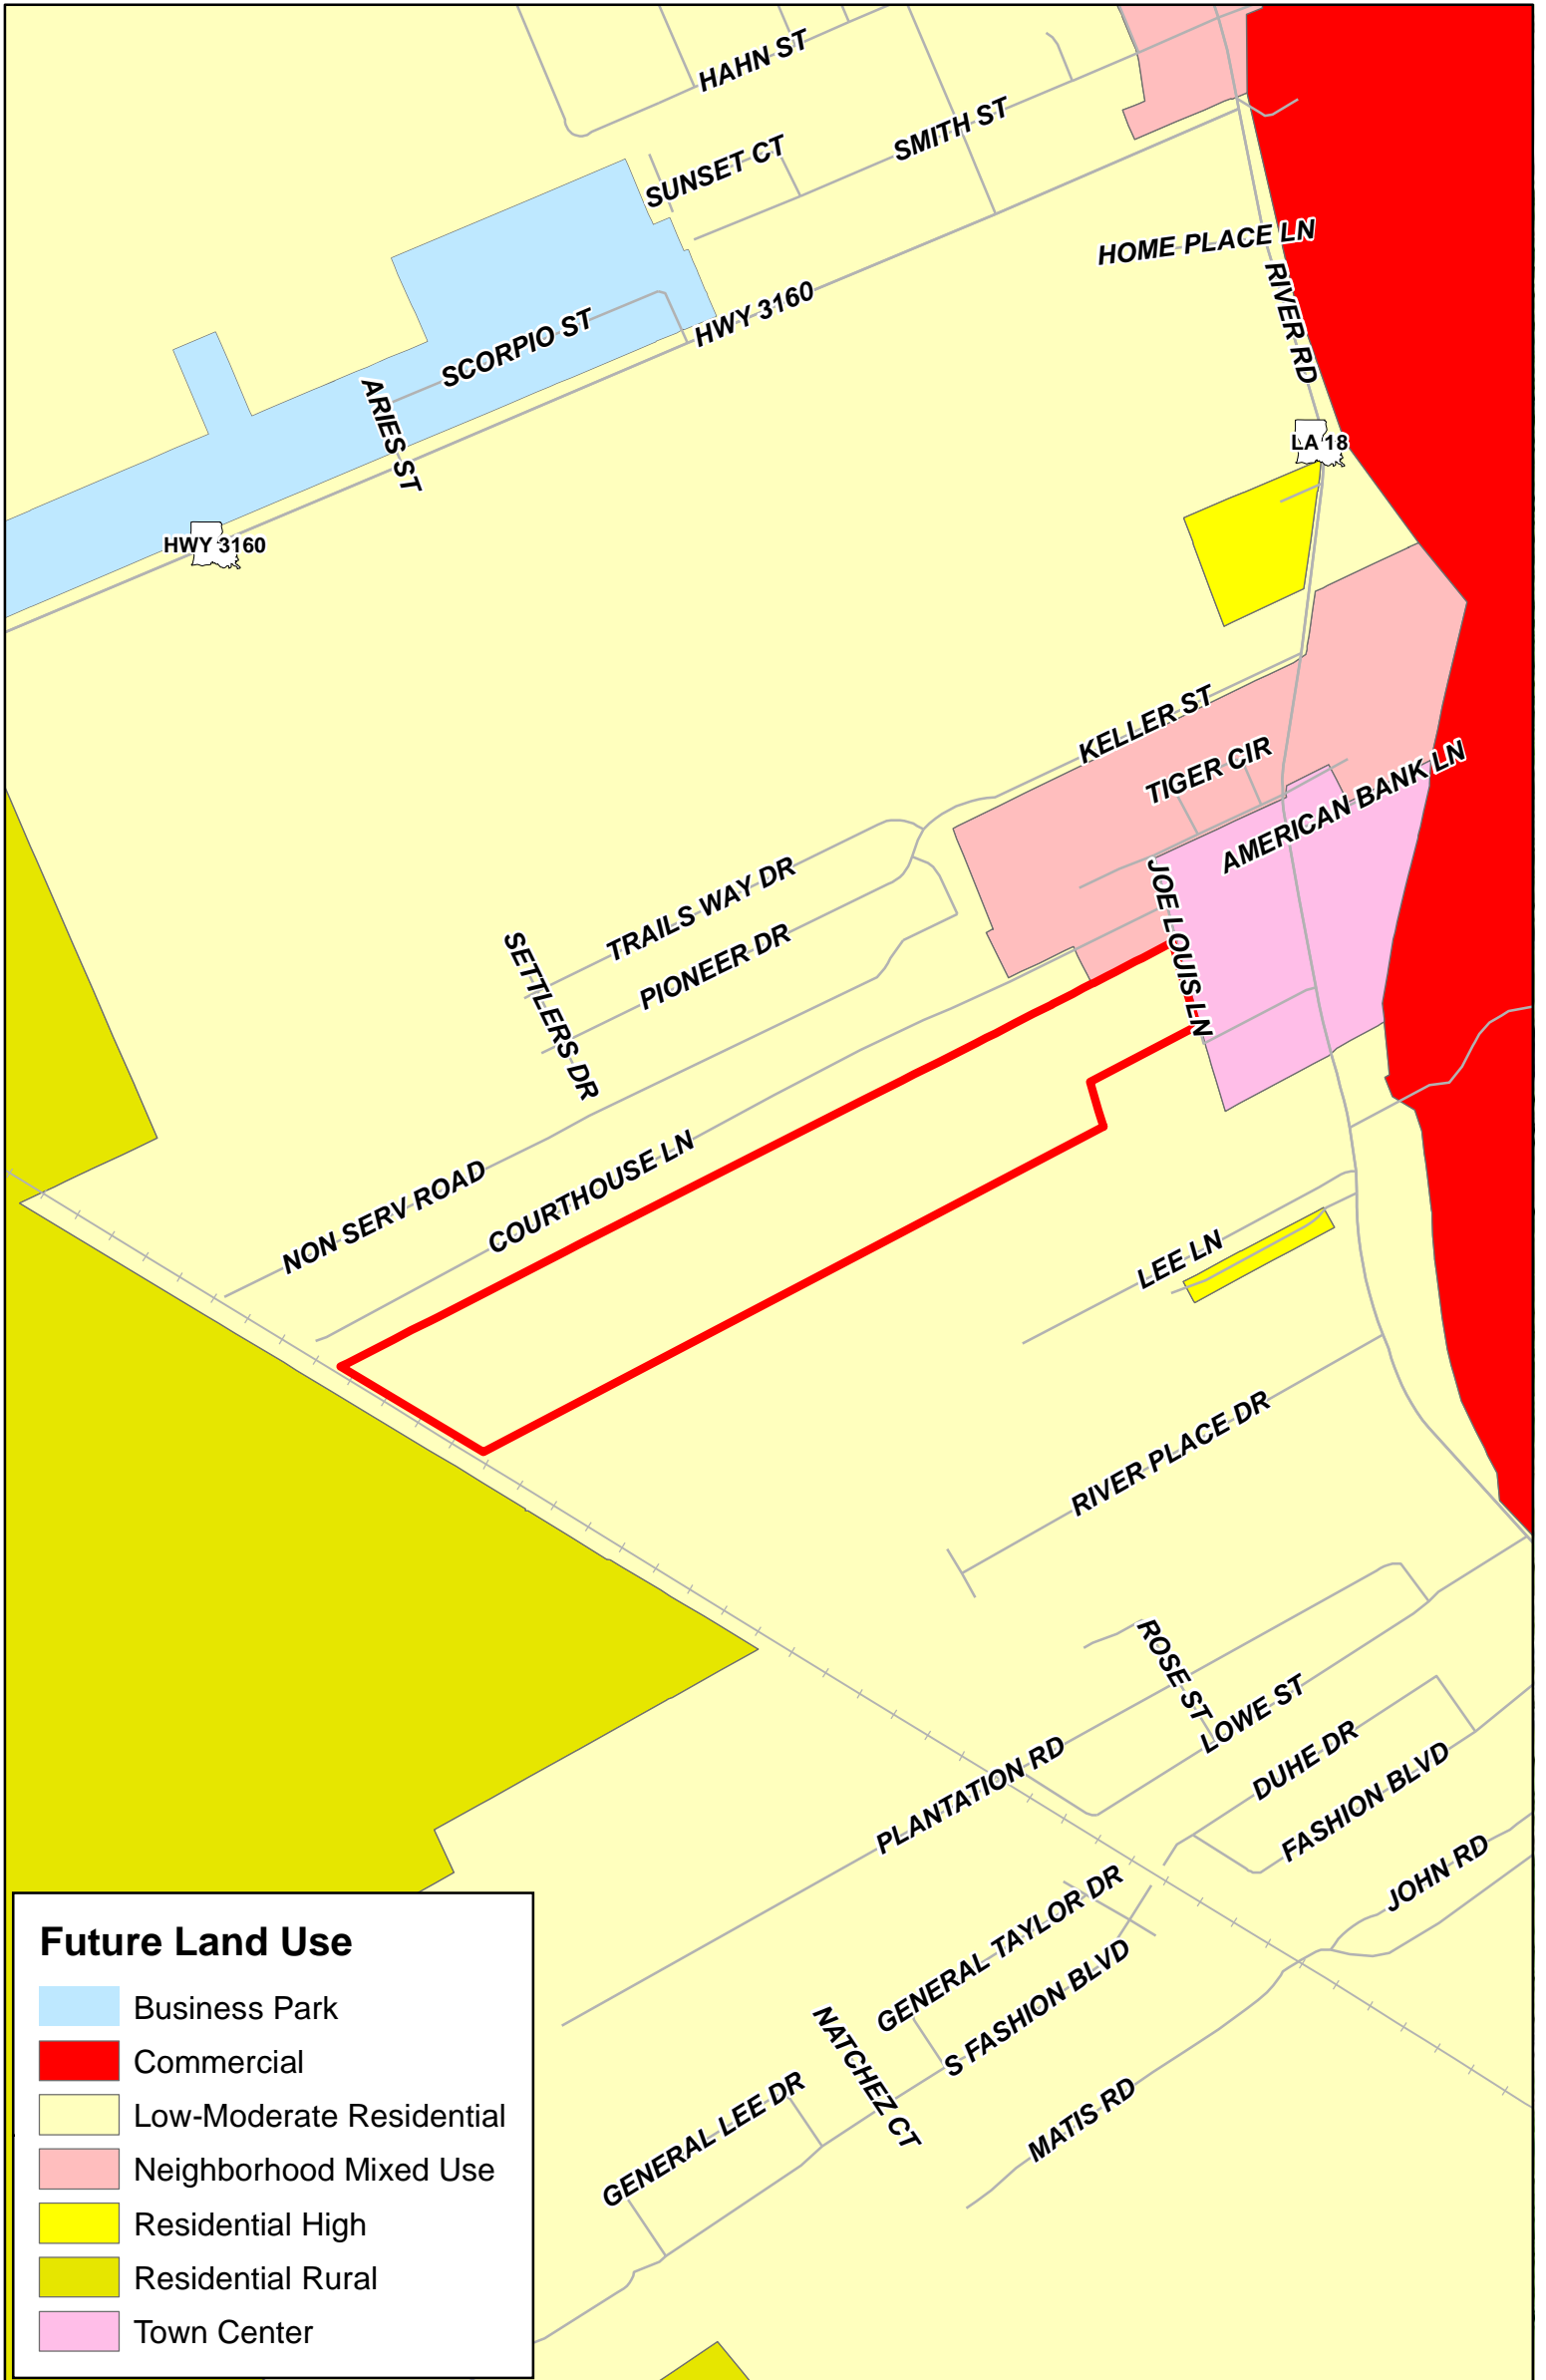 HAHN ST
SMITH ST
SUNSET CT
HOME PLACE LN
RIVER RD
HWY 3160
SCORPIO ST
ARIES ST
LA 18
HWY 3160
KELLER ST
TIGER CIR
AMERICAN BANK LN
JOE LOUIS LN
TRAILS WAY DR
PIONEER DR
SETTLERS DR
NON SERV ROAD
COURTHOUSE LN
LEE LN
RIVER PLACE DR
ROSE ST
LOWE ST
PLANTATION RD
DUHE DR
FASHION BLVD
JOHN RD
GENERAL TAYLOR DR
S FASHION BLVD
NATCHEZ CT
GENERAL LEE DR
MATIS RD
Future Land Use
Business Park
Commercial
Low-Moderate Residential
Neighborhood Mixed Use
Residential High
Residential Rural
Town Center